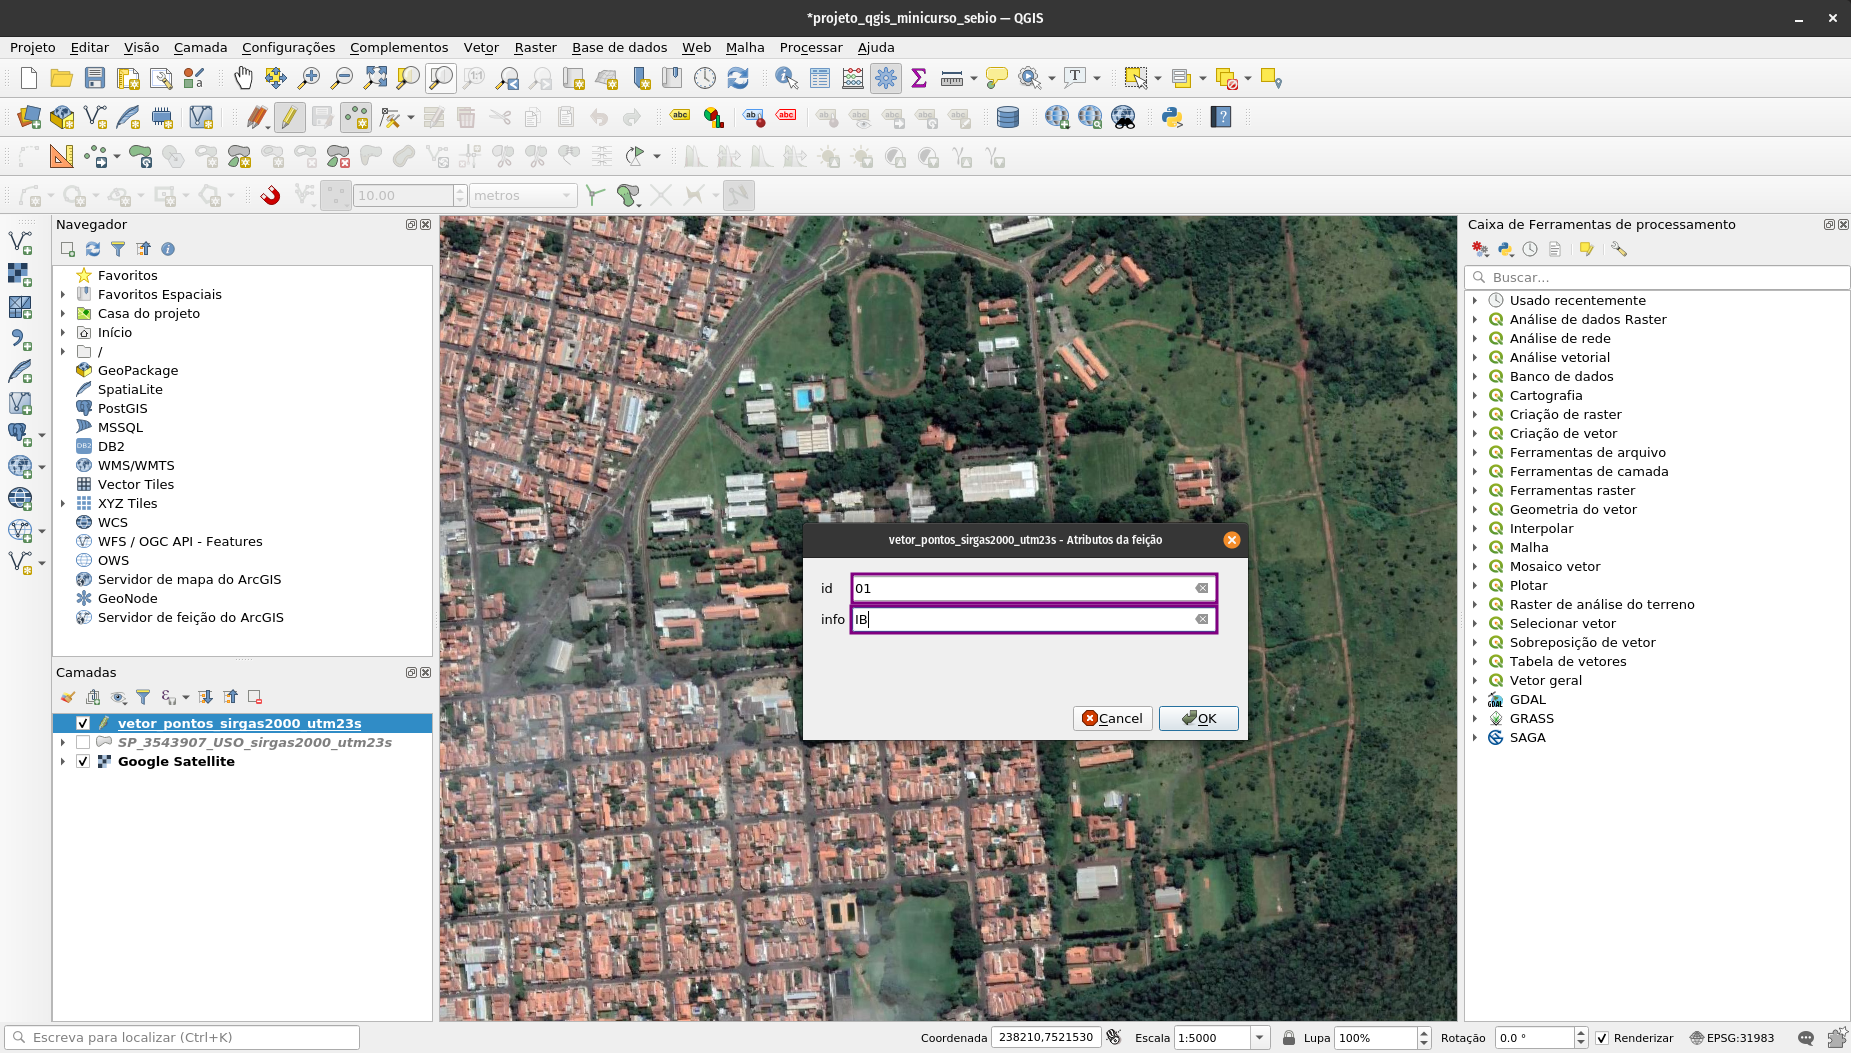 *projeto_qgis_minicurso_sebio — QGIS
Projeto Editar Visão Camada Configurações Complementos Vetor Raster Base de dados Web Malha Processar Ajuda
10.00 metros
Navegador
Favoritos
Favoritos Espaciais
Casa do projeto
Início
/
GeoPackage
SpatiaLite
PostGIS
MSSQL
DB2
WMS/WMTS
Vector Tiles
XYZ Tiles
WCS
WFS / OGC API - Features
OWS
Servidor de mapa do ArcGIS
GeoNode
Servidor de feição do ArcGIS
Camadas
vetor_pontos_sirgas2000_utm23s
SP_3543907_USO_sirgas2000_utm23s
Google Satellite
vetor_pontos_sirgas2000_utm23s - Atributos da feição
id 01
info IB
Cancel OK
Caixa de Ferramentas de processamento
Buscar...
Usado recentemente
Análise de dados Raster
Análise de rede
Análise vetorial
Banco de dados
Cartografia
Criação de raster
Criação de vetor
Ferramentas de arquivo
Ferramentas de camada
Ferramentas raster
Geometria do vetor
Interpolar
Malha
Mosaico vetor
Plotar
Raster de análise do terreno
Selecionar vetor
Sobreposição de vetor
Tabela de vetores
Vetor geral
GDAL
GRASS
SAGA
Escreva para localizar (Ctrl+K) Coordenada 238210,7521530 Escala 1:5000 Lupa 100% Rotação 0.0 ° Renderizar EPSG:31983